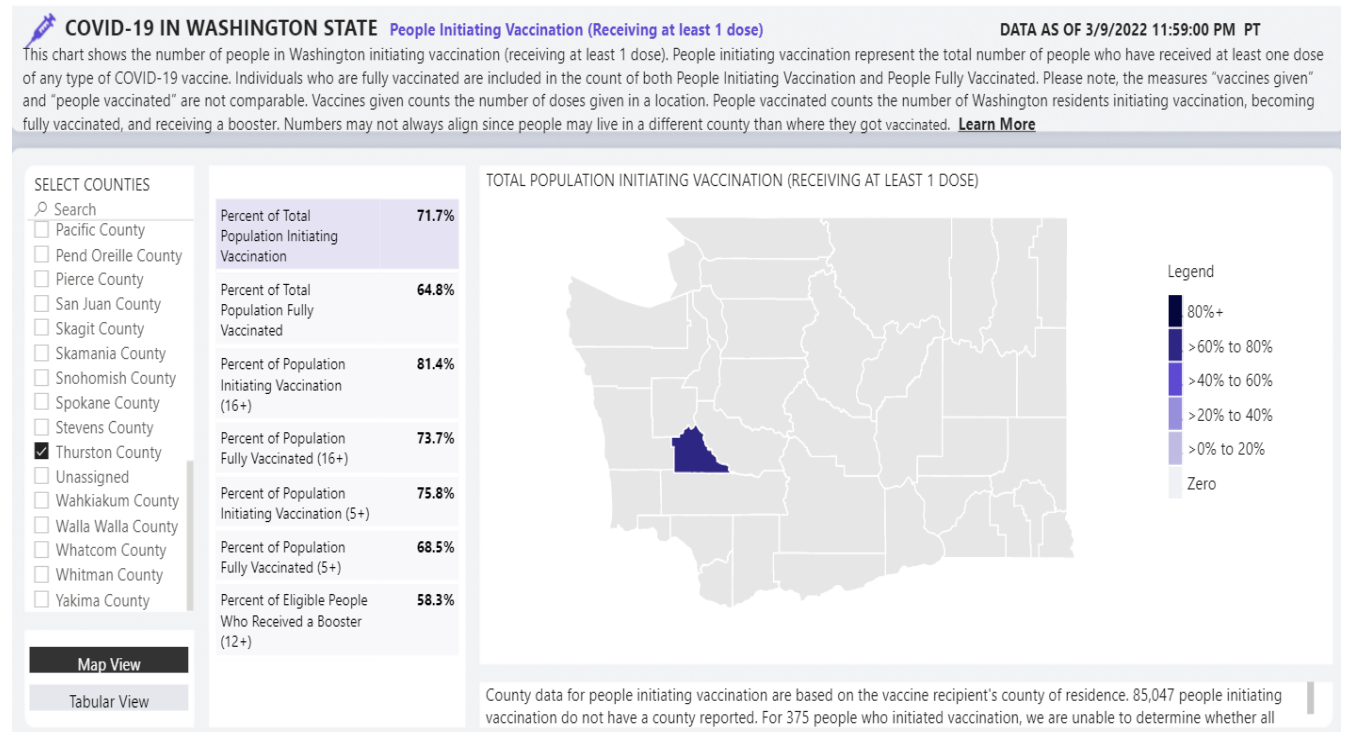 COVID-19 IN WASHINGTON STATE People Initiating Vaccination (Receiving at least 1 dose) DATA AS OF 3/9/2022 11:59:00 PM PT
This chart shows the number of people in Washington initiating vaccination (receiving at least 1 dose). People initiating vaccination represent the total number of people who have received at least one dose
of any type of COVID-19 vaccine. Individuals who are fully vaccinated are included in the count of both People Initiating Vaccination and People Fully Vaccinated. Please note, the measures "vaccines given"
and "people vaccinated" are not comparable. Vaccines given counts the number of doses given in a location. People vaccinated counts the number of Washington residents initiating vaccination, becoming
fully vaccinated, and receiving a booster. Numbers may not always align since people may live in a different county than where they got vaccinated. Learn More
SELECT COUNTIES
Search
Pacific County
Pend Oreille County
Pierce County
San Juan County
Skagit County
Skamania County
Snohomish County
Spokane County
Stevens County
Thurston County
Unassigned
Wahkiakum County
Walla Walla County
Whatcom County
Whitman County
Yakima County
Map View
Tabular View
Percent of Total 71.7%
Population Initiating
Vaccination
Percent of Total 64.8%
Population Fully
Vaccinated
Percent of Population 81.4%
Initiating Vaccination
(16+)
Percent of Population 73.7%
Fully Vaccinated (16+)
Percent of Population 75.8%
Initiating Vaccination (5+)
Percent of Population 68.5%
Fully Vaccinated (5+)
Percent of Eligible People 58.3%
Who Received a Booster
(12+)
TOTAL POPULATION INITIATING VACCINATION (RECEIVING AT LEAST 1 DOSE)
Legend
80%+
>60% to 80%
>40% to 60%
>20% to 40%
>0% to 20%
Zero
County data for people initiating vaccination are based on the vaccine recipient's county of residence. 85,047 people initiating
vaccination do not have a county reported. For 375 people who initiated vaccination, we are unable to determine whether all